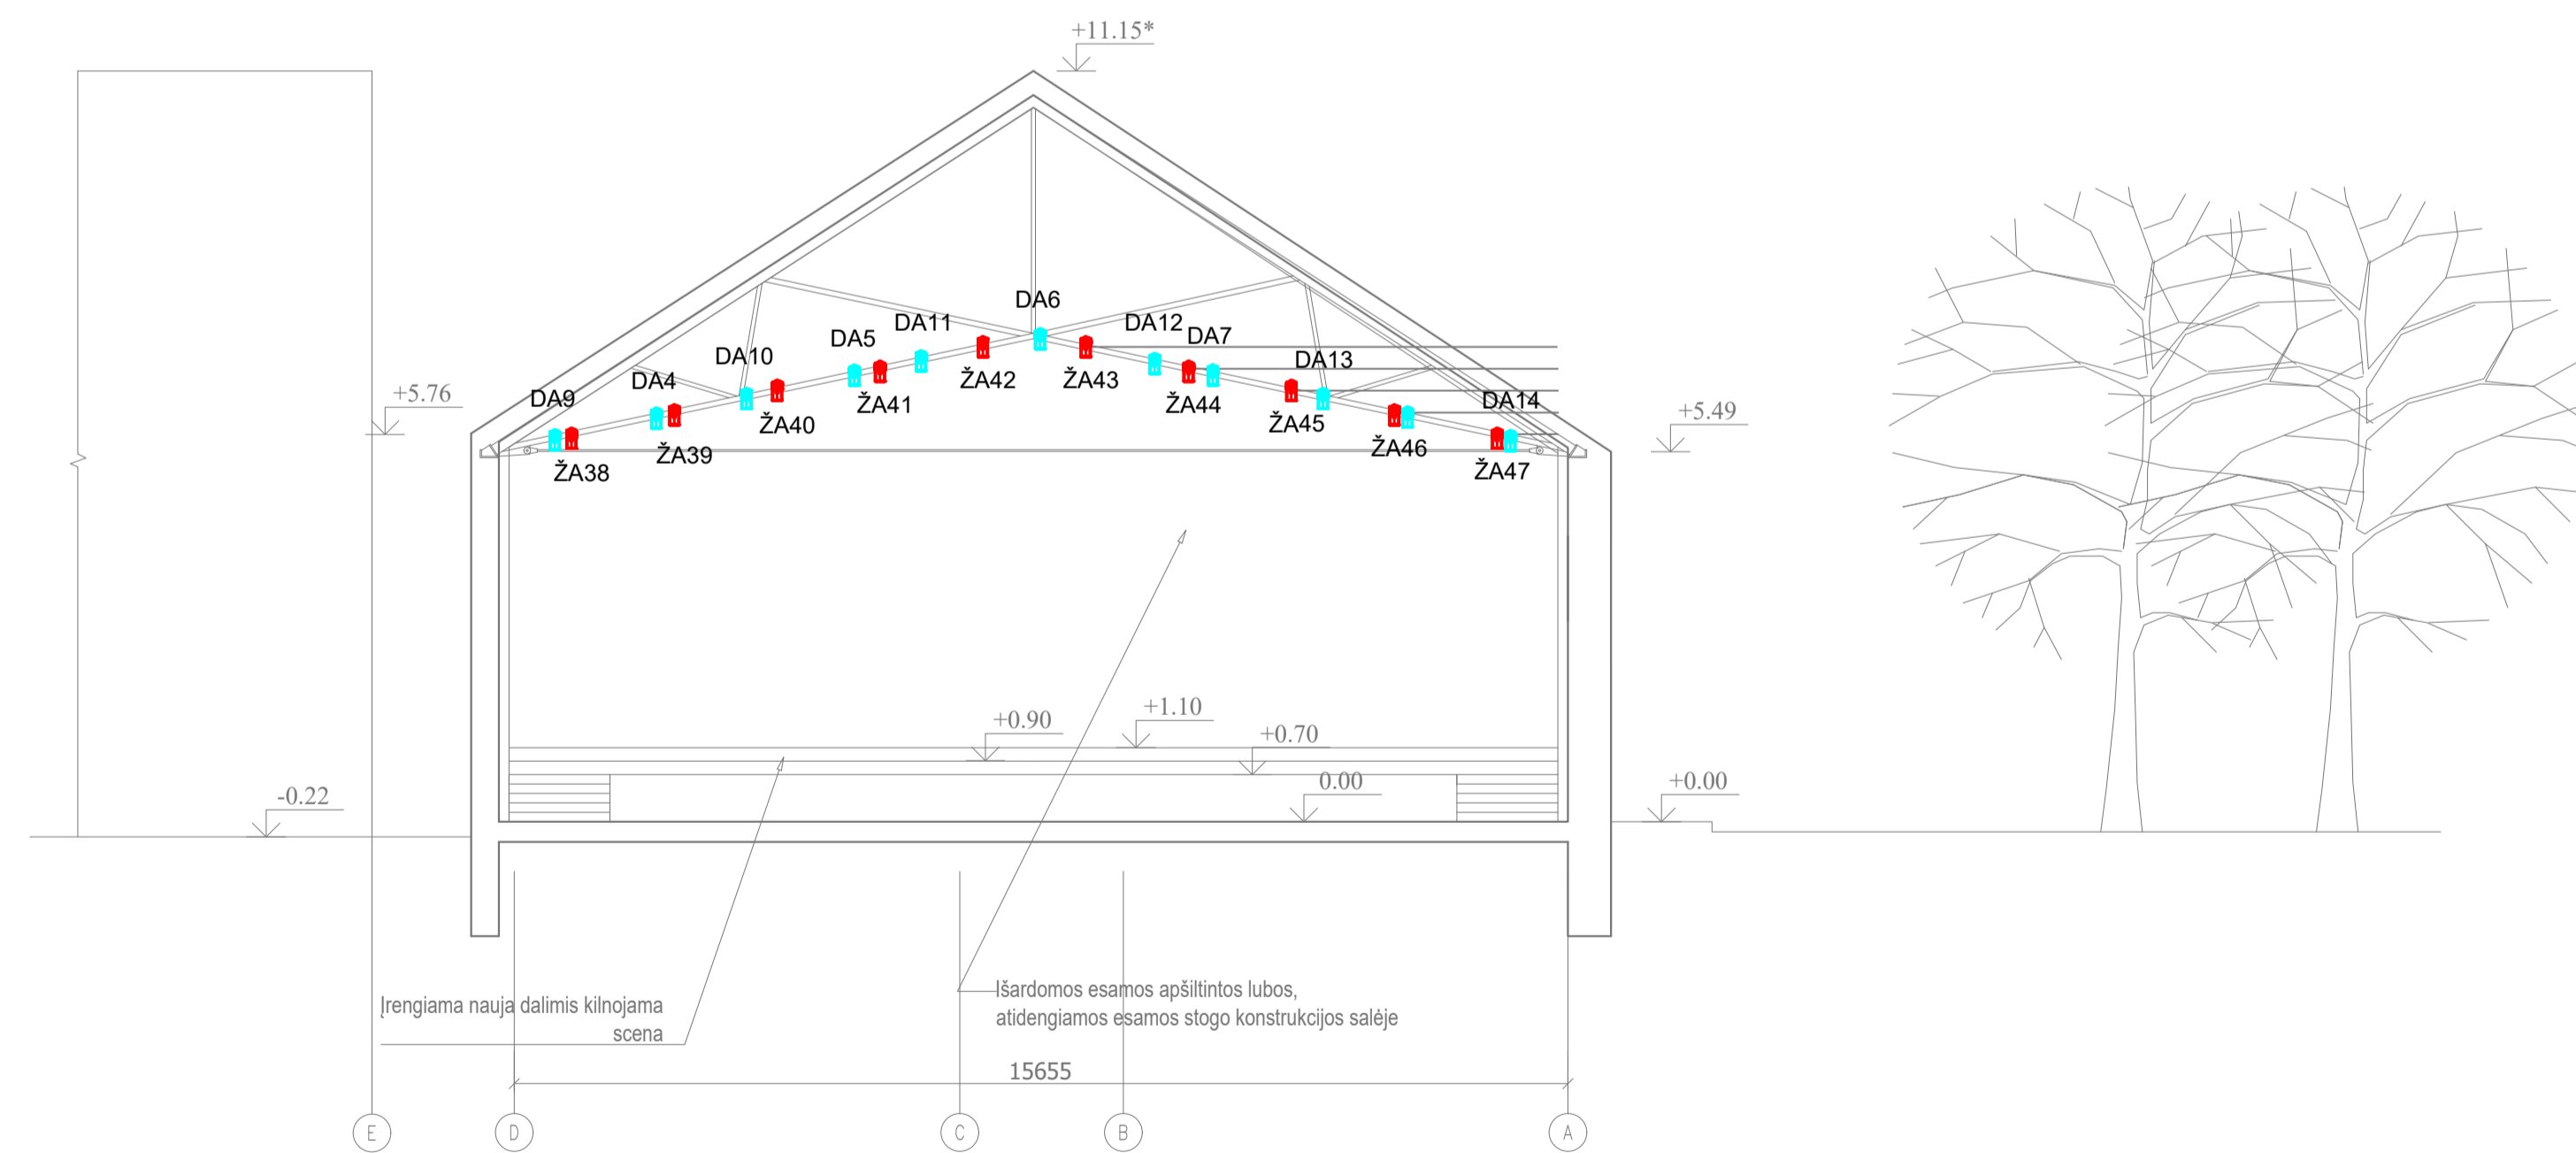 +11.15*
DA6
DA11
DA12
DA5
DA7
DA10
DA13
DA4
DA9
DA14
+5.76
+5.49
ŽA42
ŽA43
ŽA41
ŽA44
ŽA40
ŽA45
ŽA39
ŽA46
ŽA38
ŽA47
+1.10
+0.90
+0.70
-0.22
0.00
+0.00
Išardomos esamos apšiltintos lubos,
atidengiamos esamos stogo konstrukcijos salėje
Įrengiama nauja dalimis kilnojama
scena
15655
E
D
C
B
A